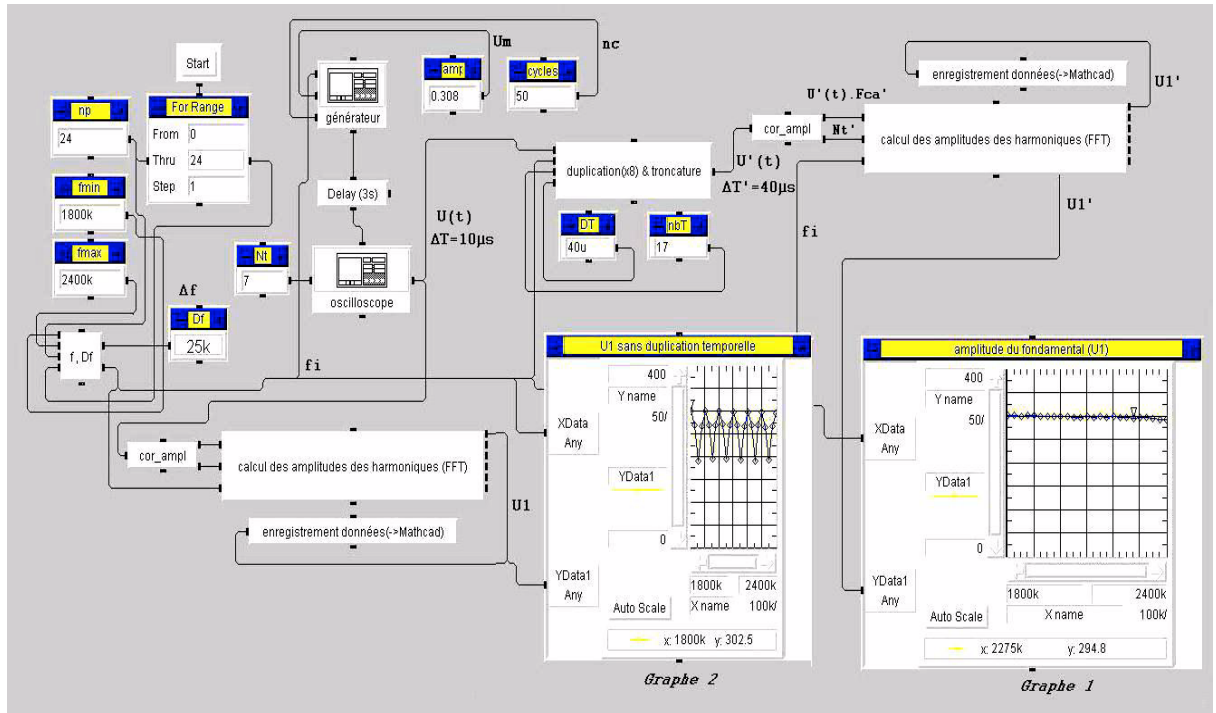 Start
np
24
For Range
From 0
Thru 24
Step 1
fmin
1800k
fmax
2400k
Δf
Df
25k
f , Df
fi
Um
nc
générateur
amp
0.308
cycles
50
Delay (3s)
Nt
7
oscilloscope
U(t)
ΔT=10µs
duplication(x8) & troncature
DT
40u
nbT
17
U'(t)
ΔT'=40µs
cor_ampl
U'(t).Fca'
Nt'
enregistrement données(->Mathcad)
U1'
calcul des amplitudes des harmoniques (FFT)
U1'
fi
cor_ampl
calcul des amplitudes des harmoniques (FFT)
U1
enregistrement données(->Mathcad)
U1 sans duplication temporelle
400
Y name
50/
XData
Any
YData1
0
YData1
Any
Auto Scale
1800k 2400k
X name 100k/
x: 1800k y: 302.5
Graphe 2
amplitude du fondamental (U1)
400
Y name
50/
XData
Any
YData1
0
YData1
Any
Auto Scale
1800k 2400k
X name 100k/
x: 2275k y: 294.8
Graphe 1